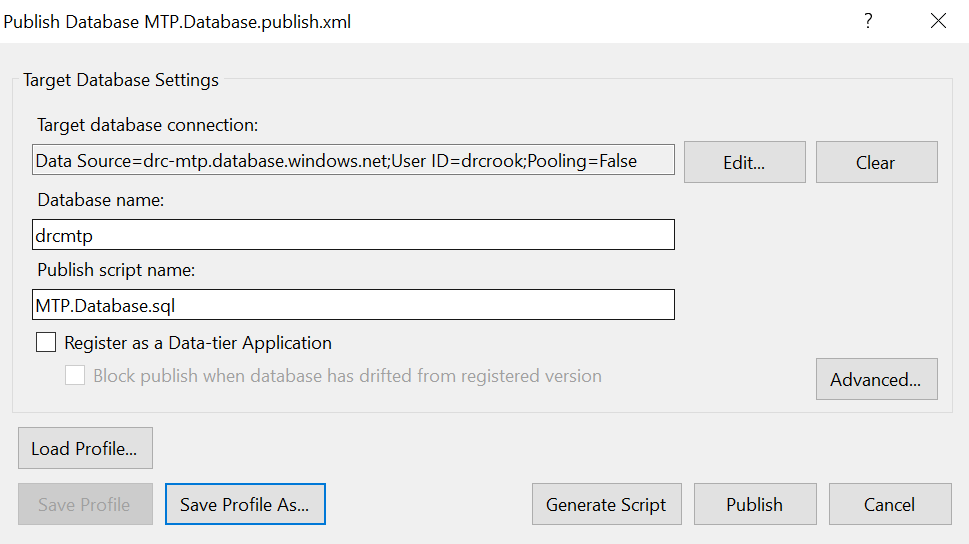 Publish Database MTP.Database.publish.xml ?
Target Database Settings
Target database connection:
Data Source=drc-mtp.database.windows.net;User ID=drcrook;Pooling=False Edit... Clear
Database name:
drcmtp
Publish script name:
MTP.Database.sql
Register as a Data-tier Application
Block publish when database has drifted from registered version
Advanced...
Load Profile...
Save Profile Save Profile As... Generate Script Publish Cancel